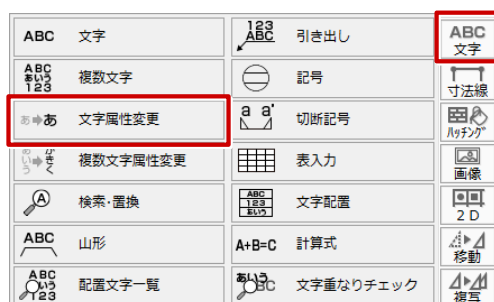 ABC 文字
123 ABC 引き出し
ABC 文字
ABC あいう 123 複数文字
記号
寸法線
あ⇒あ 文字属性変更
a a' 切断記号
ハッチング
あいう⇒かきく 複数文字属性変更
表入力
画像
A 検索・置換
ABC 123 あいう 文字配置
2D
ABC 山形
A+B=C 計算式
移動
ABC あいう 123 配置文字一覧
文字重なりチェック
複写